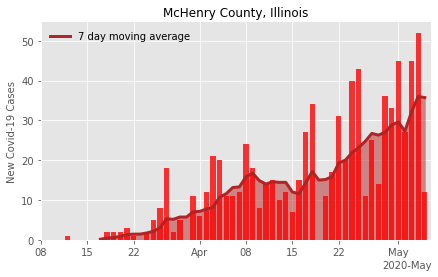 McHenry County, Illinois
7 day moving average
New Covid-19 Cases
50
40
30
20
10
0
08 15 22 Apr 08 15 22 May
2020-May